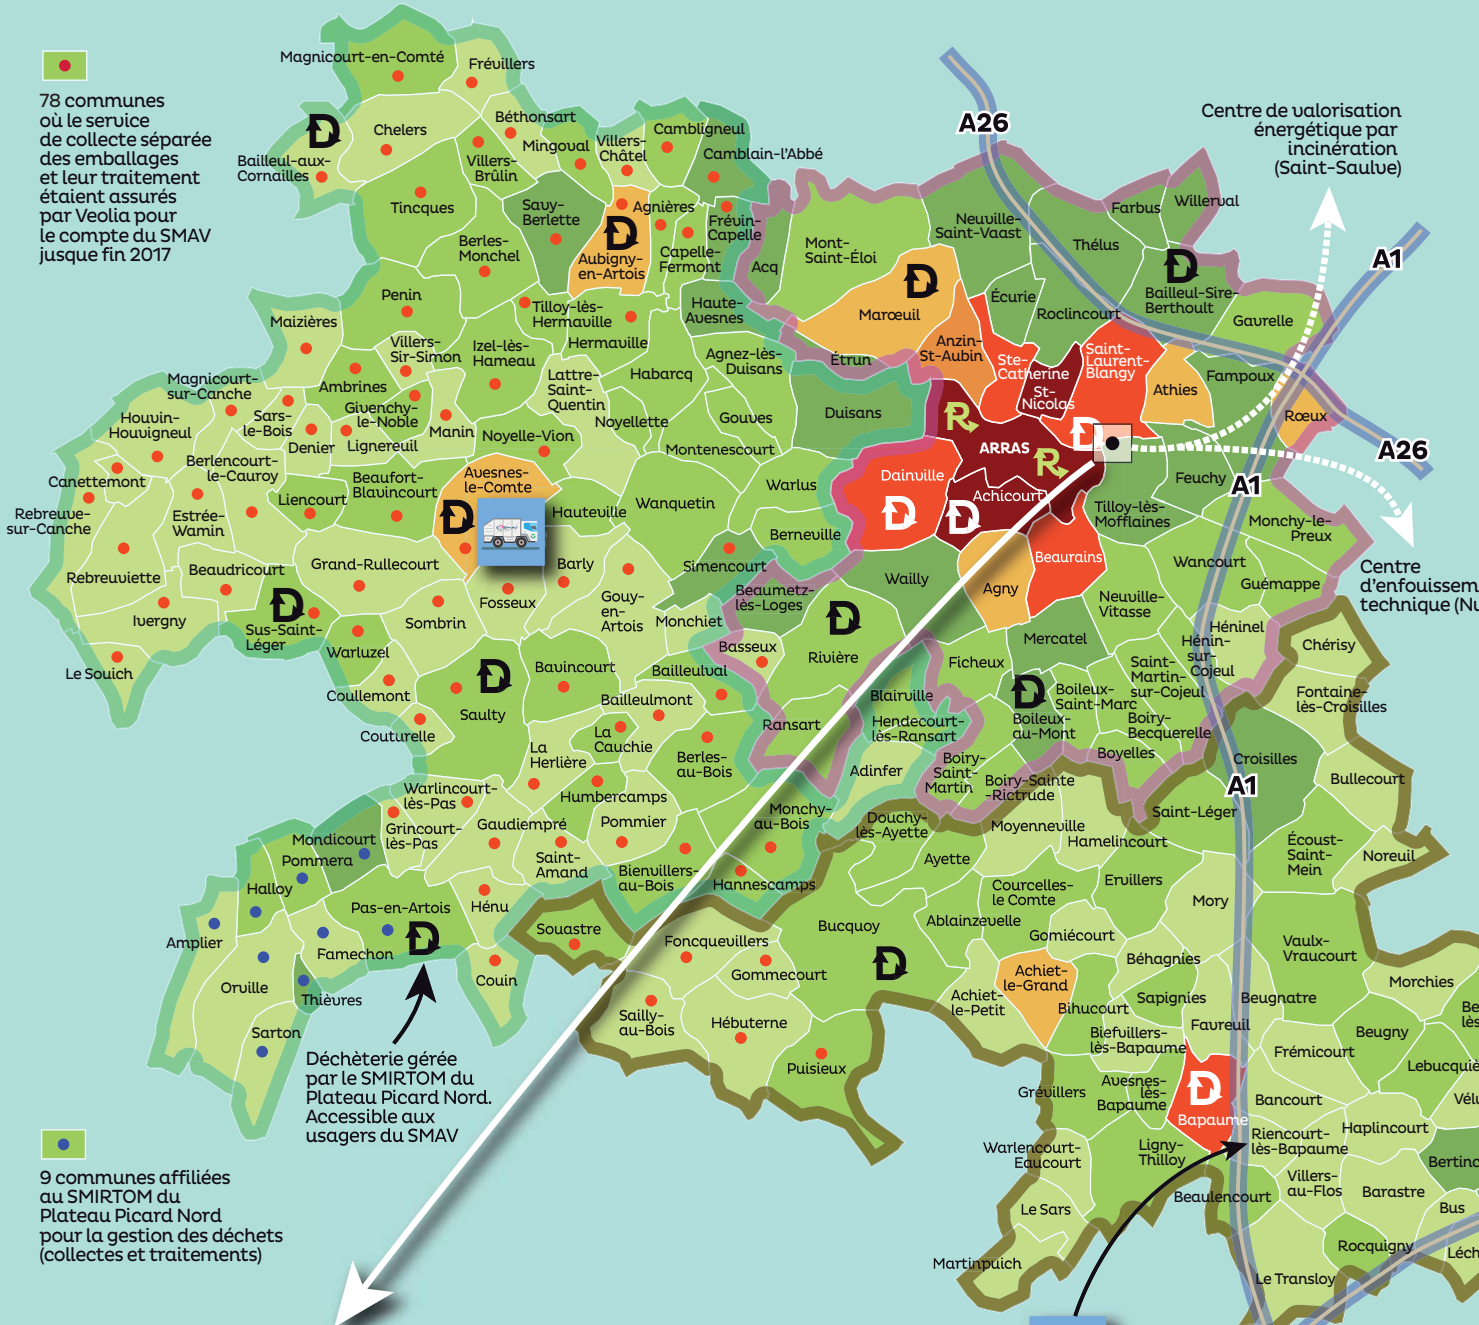 78 communes
où le service
de collecte séparée
des emballages
et leur traitement
étaient assurés
par Veolia pour
le compte du SMAV
jusque fin 2017
Magnicourt-en-Comté
Frévillers
Chelers
Béthonsart
Mingoval
Villers-
Châtel
Cambligneul
Camblain-l'Abbé
Bailleul-aux-
Cornailles
D
Villers-
Brûlin
Tincques
Savy-
Berlette
Agnières
Frévin-
Capelle
D
Aubigny-
en-Artois
Capelle-
Fermont
Berles-
Monchel
Acq
Mont-
Saint-Éloi
Neuville-
Saint-Vaast
A26
Centre de valorisation
énergétique par
incinération
(Saint-Saulve)
Farbus
Willerval
Thélus
D
Bailleul-Sire-
Berthoult
A1
Gavrelle
Penin
Maizières
Tilloy-lès-
Hermaville
Hermaville
Haute-
Avesnes
D
Marœuil
Écurie
Roclincourt
Villers-
Sir-Simon
Izel-lès-
Hameau
Agnez-lès-
Duisans
Étrun
Anzin-
St-Aubin
Ste-
Catherine
St-
Nicolas
Saint-
Laurent-
Blangy
Athies
Fampoux
Rœux
Magnicourt-
sur-Canche
Ambrines
Lattre-
Saint-
Quentin
Habarcq
Duisans
Houvin-
Houvigneul
Sars-
le-Bois
Givenchy-
le-Noble
Manin
Noyelle-Vion
Noyellette
Gouves
Denier
Lignereuil
Montenescourt
R
ARRAS
R
D
A26
Canettemont
Berlencourt-
le-Cauroy
Liencourt
Beaufort-
Blavincourt
Avesnes-
le-Comte
D
Hauteville
Wanquetin
Warlus
Dainville
D
Achicourt
D
Feuchy
A1
Rebreuve-
sur-Canche
Estrée-
Wamin
Berneville
Tilloy-lès-
Mofflaines
Monchy-le-
Preux
Rebreuviette
Beaudricourt
Grand-Rullecourt
Barly
Simencourt
Beaurains
Wancourt
Guémappe
Centre
technique (Nu
d'enfouissem
Ivergny
D
Sus-Saint-
Léger
Sombrin
Fosseux
Gouy-
en-
Artois
Monchiet
Beaumetz-
lès-Loges
Wailly
D
Agny
Neuville-
Vitasse
Mercatel
Héninel
Hénin-
sur-
Cojeul
Chérisy
Le Souich
Warluzel
Coullemont
D
Saulty
Bavincourt
Bailleulval
Basseux
Rivière
Ficheux
Saint-
Martin-
sur-Cojeul
Fontaine-
lès-Croisilles
Bailleulmont
Blairville
D
Boileux-
au-Mont
Boileux-
Saint-Marc
Boiry-
Becquerelle
Couturelle
La
Cauchie
Ransart
Hendecourt-
lès-Ransart
Boyelles
Croisilles
La
Herlière
Berles-
au-Bois
Adinfer
Boiry-
Saint-
Martin
Boiry-Sainte
-Rictrude
A1
Bullecourt
Warlincourt-
lès-Pas
Humbercamps
Monchy-
au-Bois
Saint-Léger
Mondicourt
Pommera
Grincourt-
lès-Pas
Gaudiempré
Pommier
Douchy-
lès-Ayette
Moyenneville
Hamelincourt
Écoust-
Saint-
Mein
Noreuil
Saint-
Amand
Bienvillers-
au-Bois
Hannescamps
Ayette
Halloy
Pas-en-Artois
Hénu
Courcelles-
le Comte
Ervillers
Mory
Amplier
Famechon
D
Souastre
Foncquevillers
Bucquoy
D
Ablainzevelle
Gomiécourt
Vaulx-
Vraucourt
Orville
Thièvres
Couin
Gommecourt
Achiet-
le-Petit
Achiet-
le-Grand
Béhagnies
Morchies
Sapignies
Beugnatre
Sarton
Sailly-
au-Bois
Hébuterne
Bihucourt
Favreuil
Beugny
Be
lès
Biefvillers-
lès-Bapaume
Frémicourt
Lebucquiè
Déchèterie gérée
par le SMIRTOM du
Plateau Picard Nord.
Accessible aux
usagers du SMAV
Puisieux
Grévillers
Avesnes-
lès-
Bapaume
D
Bapaume
Bancourt
Vélu
Haplincourt
9 communes affiliées
au SMIRTOM du
Plateau Picard Nord
pour la gestion des déchets
(collectes et traitements)
Warlencourt-
Eaucourt
Ligny-
Thilloy
Riencourt-
lès-Bapaume
Bertinc
Villers-
au-Flos
Barastre
Beaulencourt
Bus
Le Sars
Rocquigny
Léch
Martinpuich
Le Transloy